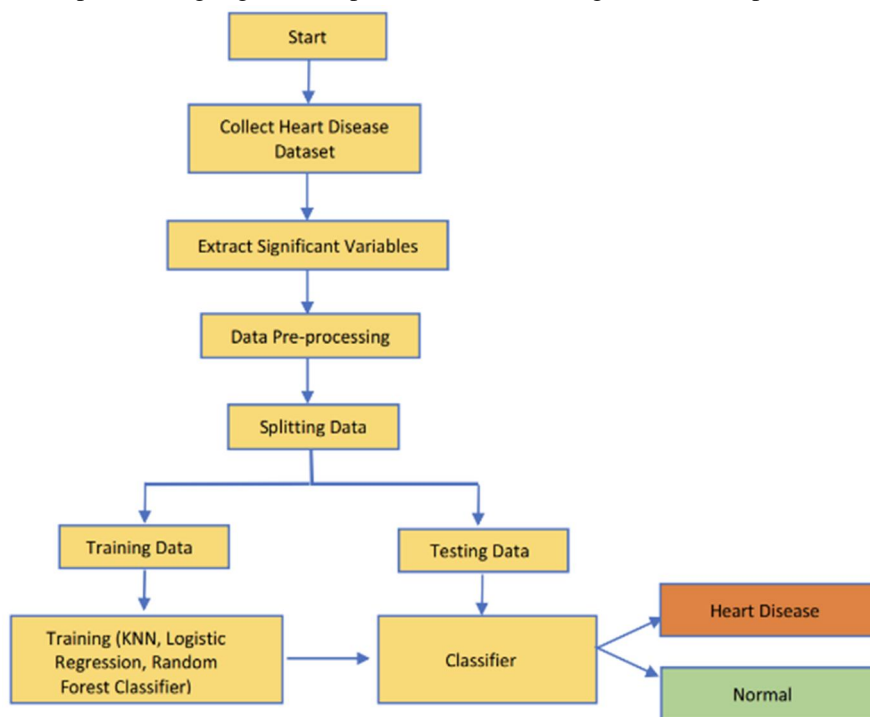 Start
Collect Heart Disease
Dataset
Extract Significant Variables
Data Pre-processing
Splitting Data
Training Data
Testing Data
Training (KNN, Logistic
Regression, Random
Forest Classifier)
Classifier
Heart Disease
Normal